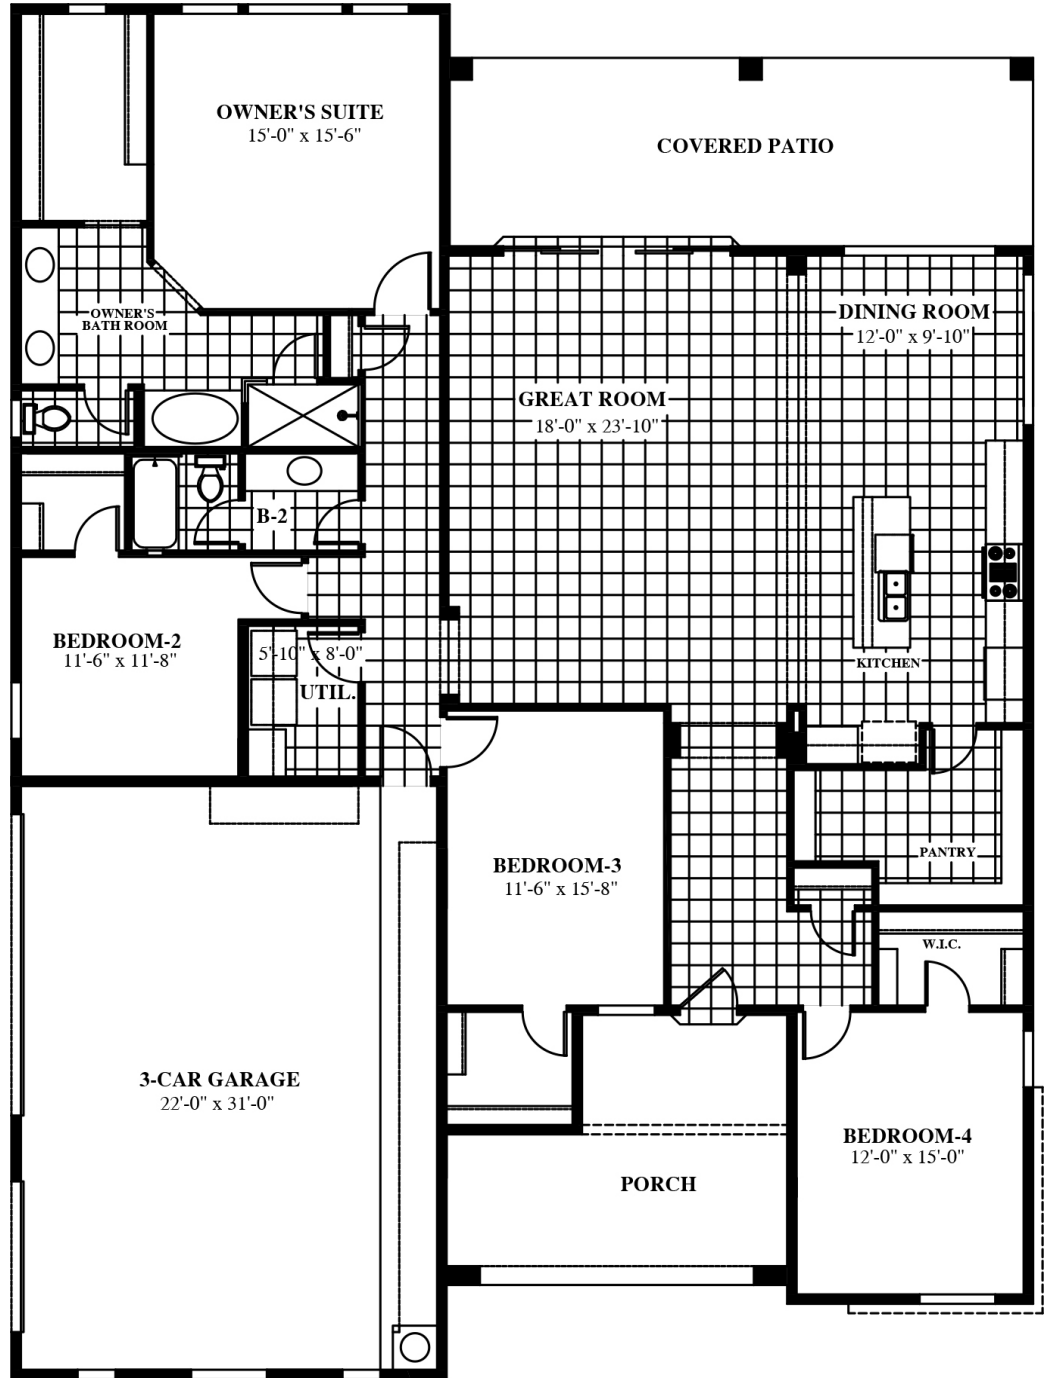 OWNER'S SUITE
15'-0" x 15'-6"
COVERED PATIO
OWNER'S
BATH ROOM
DINING ROOM
12'-0" x 9'-10"
GREAT ROOM
18'-0" x 23'-10"
B-2
BEDROOM-2
11'-6" x 11'-8"
5'-10" x 8'-0"
UTIL.
KITCHEN
PANTRY
BEDROOM-3
11'-6" x 15'-8"
W.I.C.
3-CAR GARAGE
22'-0" x 31'-0"
BEDROOM-4
12'-0" x 15'-0"
PORCH